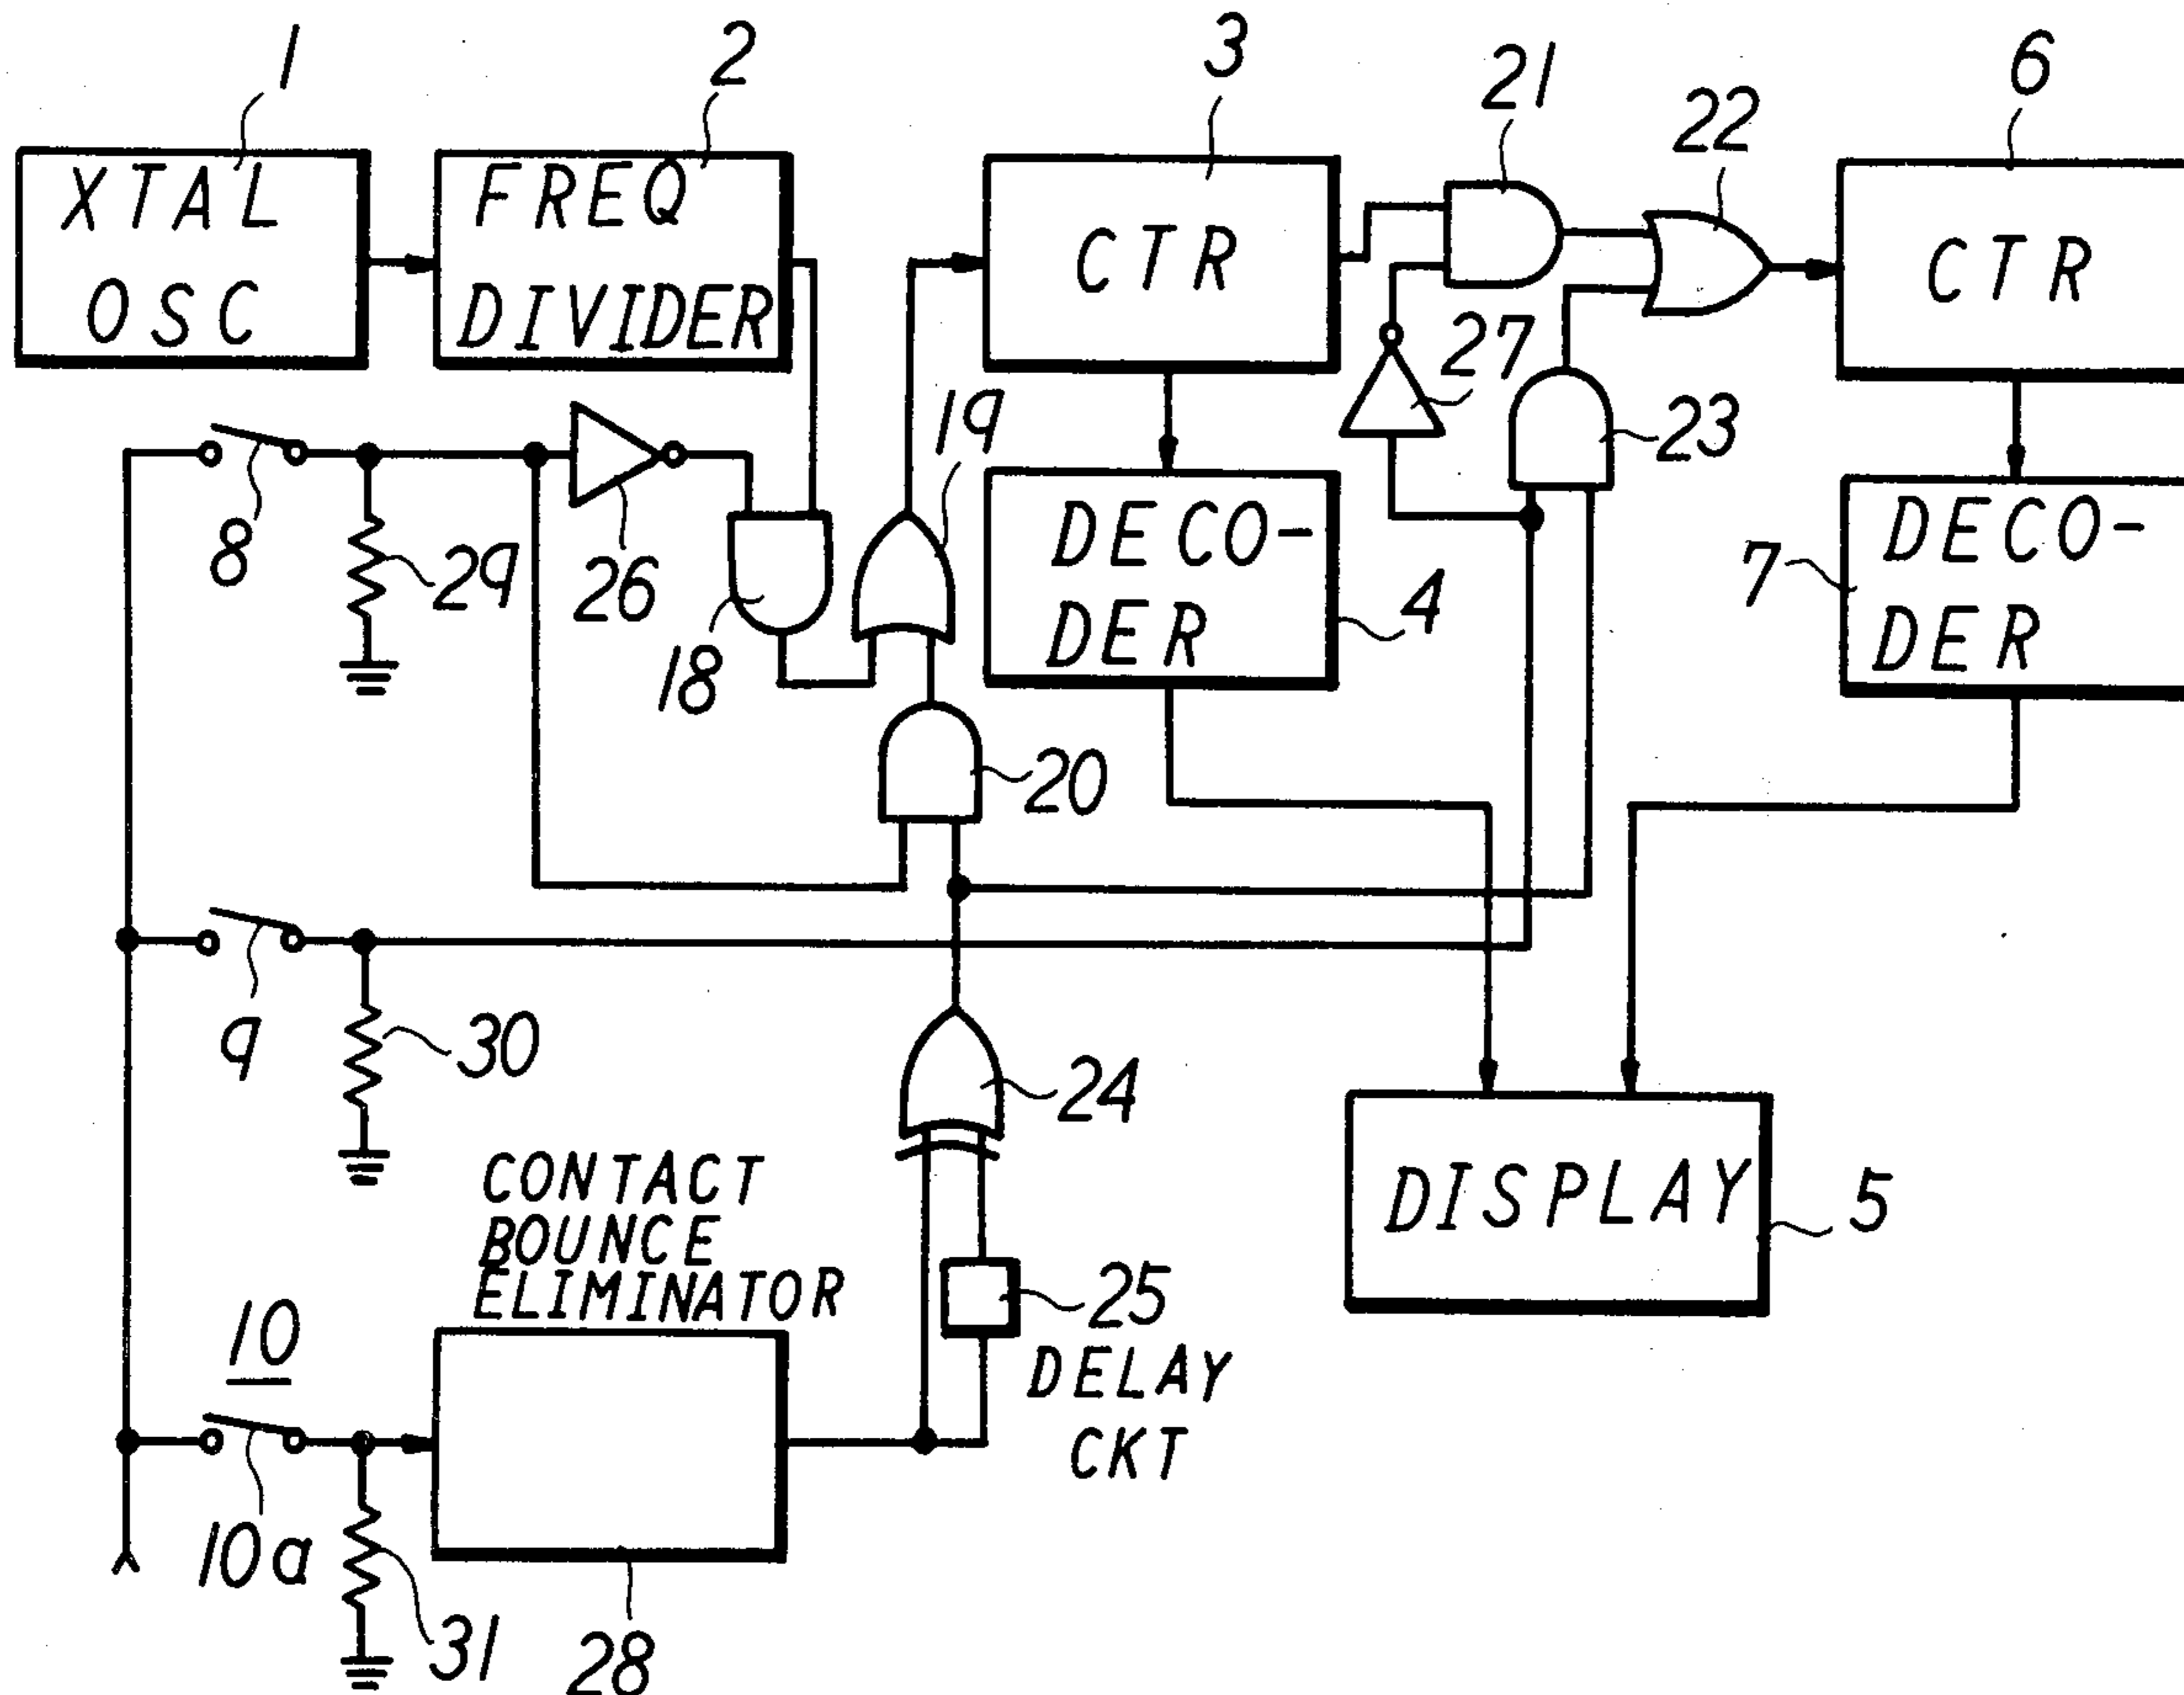 1
2
3
21
22
6
XTAL
OSC
FREQ
DIVIDER
CTR
CTR
27
19
23
8
29
26
18
DECO-
DER
4
7
DECO-
DER
20
9
30
24
CONTACT
BOUNCE
ELIMINATOR
DISPLAY
5
25
DELAY
CKT
10
10a
31
28